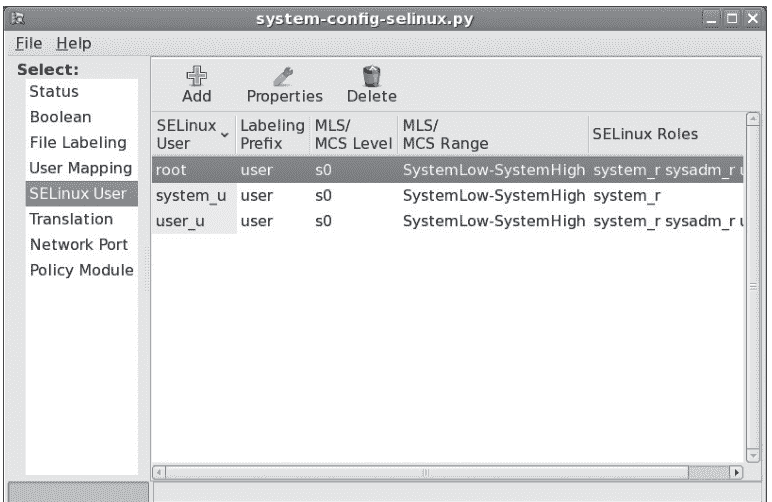 system-config-selinux.py
File Help
Select:
Status
Boolean
File Labeling
User Mapping
SELinux User
Translation
Network Port
Policy Module
Add Properties Delete
SELinux User Labeling Prefix MLS/ MCS Level MLS/ MCS Range SELinux Roles
root user s0 SystemLow-SystemHigh system_r sysadm_r u
system_u user s0 SystemLow-SystemHigh system_r
user_u user s0 SystemLow-SystemHigh system_r sysadm_r u